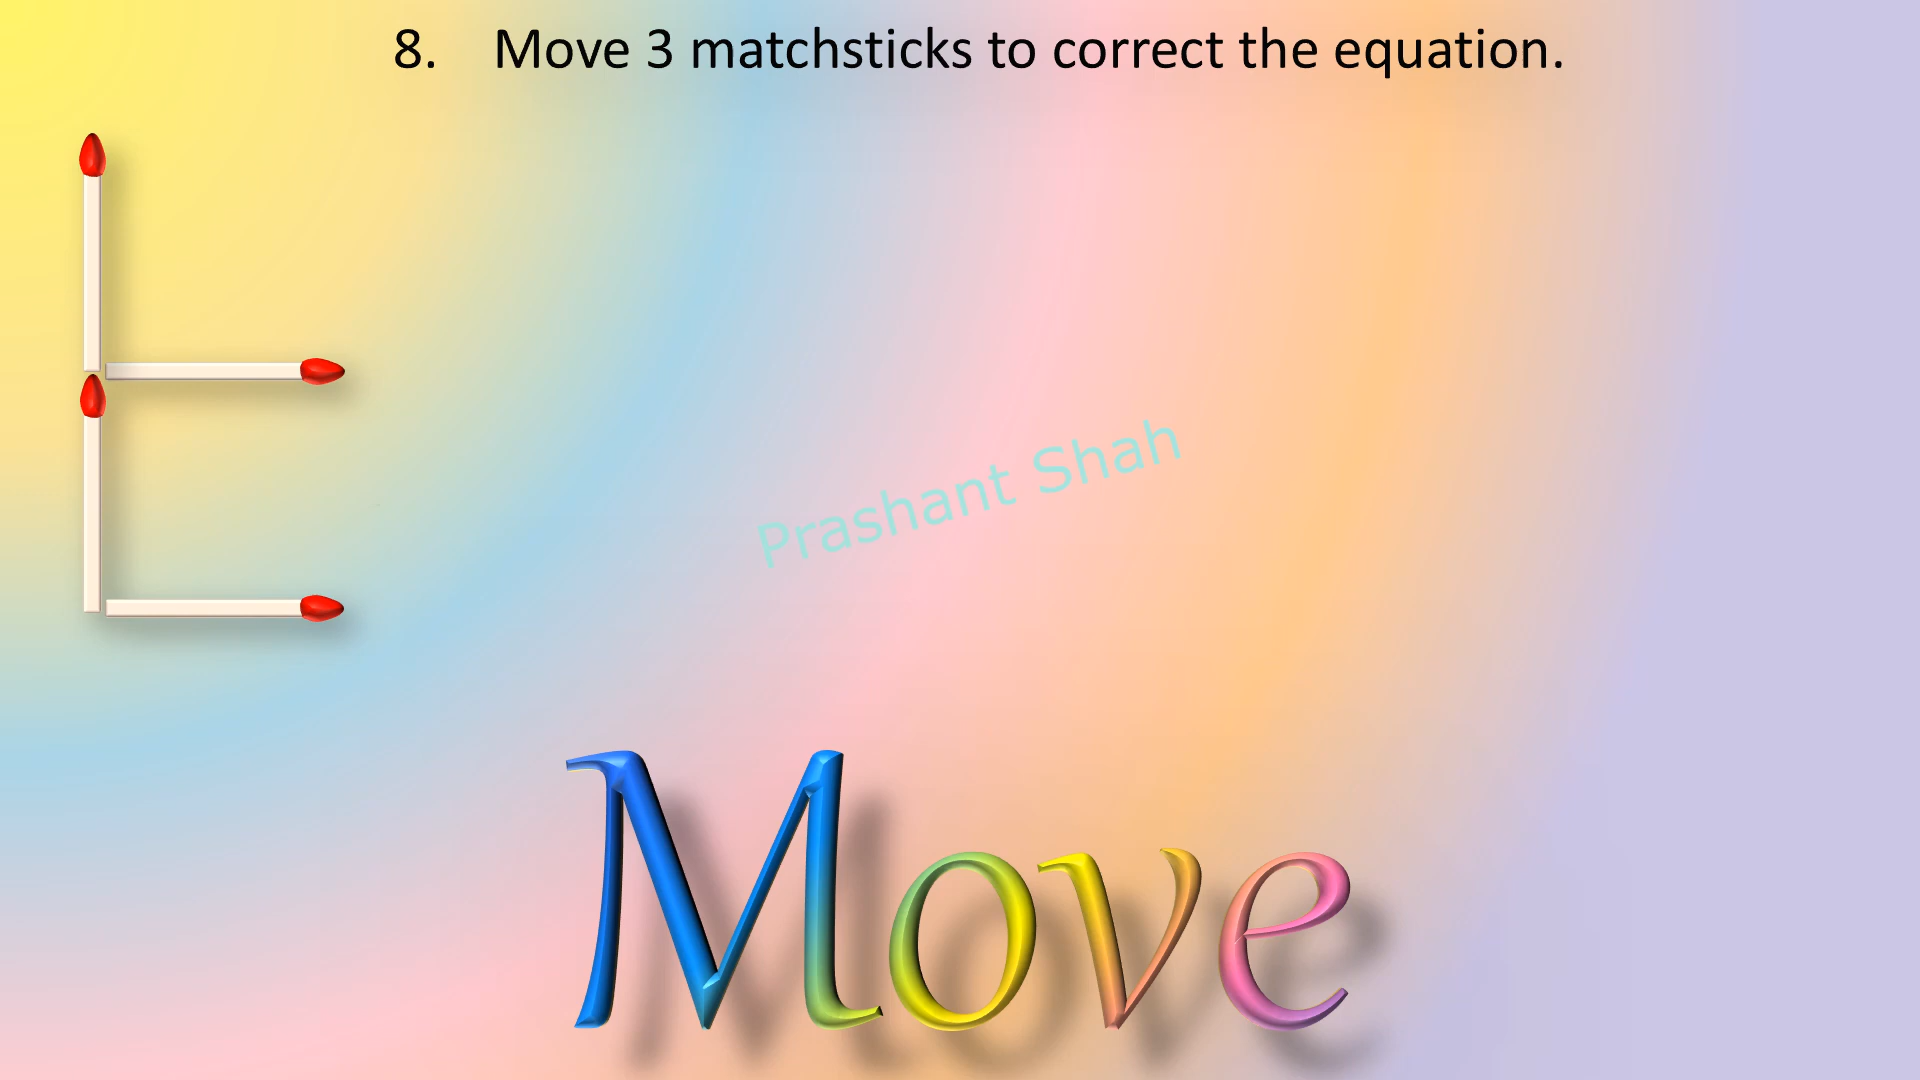 8. Move 3 matchsticks to correct the equation.
Prashant Shah
Move